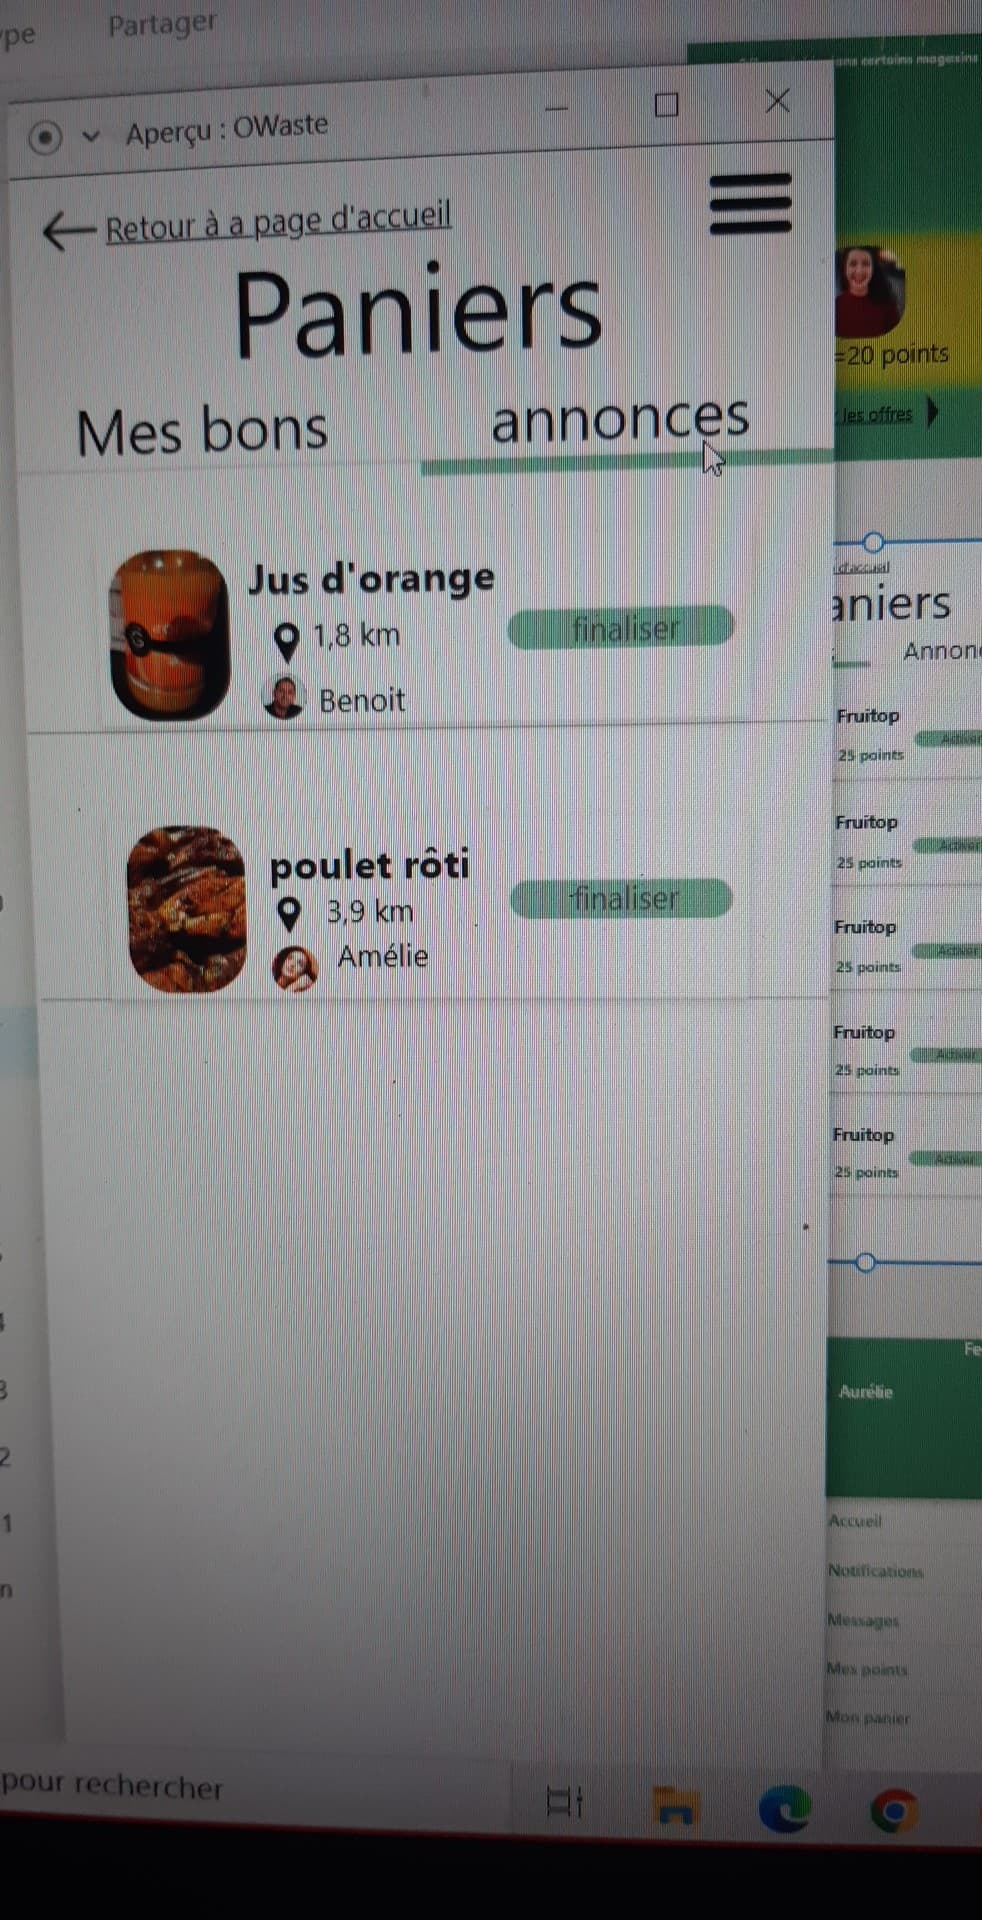 Partager
ype
ons certains magasins
Aperçu : OWaste
Retour à a page d'accueil
Paniers
Mes bons
annonces
Jus d'orange
1,8 km
Benoit
finaliser
poulet rôti
3,9 km
Amélie
finaliser
=20 points
les offres
d'accueil
aniers
Annon
Fruitop
25 points
Activer
Fruitop
25 points
Activer
Fruitop
25 points
Activer
Fruitop
25 points
Activer
Fruitop
25 points
Activer
Fe
Aurélie
Accueil
Notifications
Messages
Mes points
Mon panier
3
2
1
n
pour rechercher